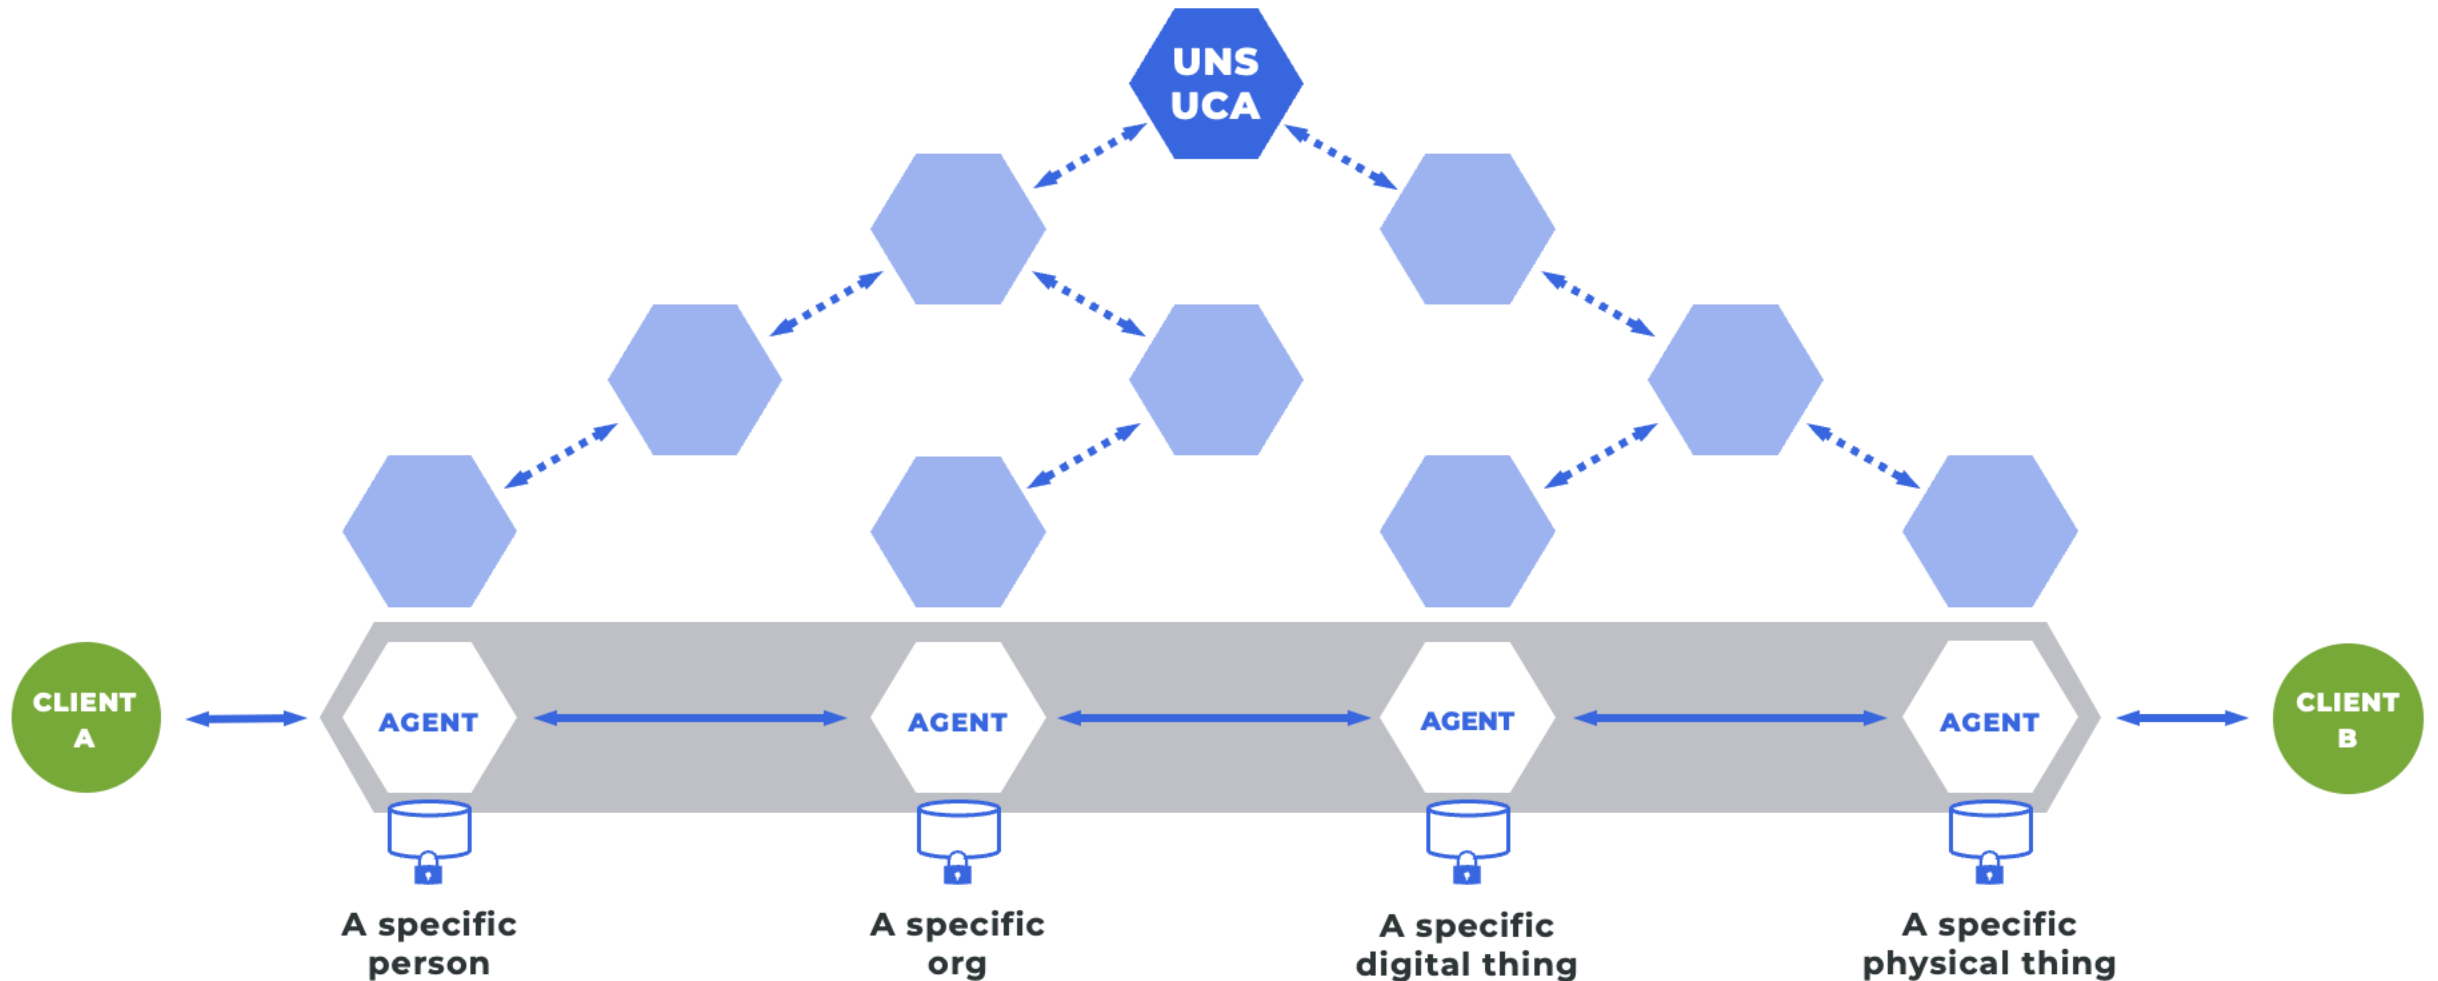 UNS
UCA
CLIENT
A
AGENT
AGENT
AGENT
AGENT
CLIENT
B
A specific
person
A specific
org
A specific
digital thing
A specific
physical thing